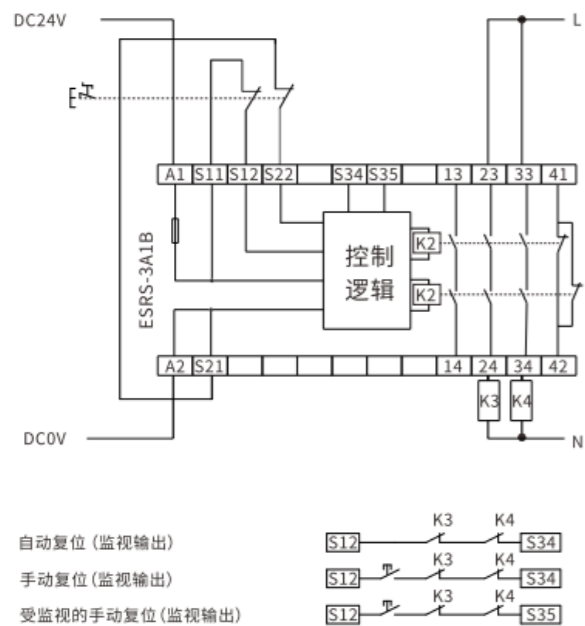 DC24V L
A1 S11 S12 S22 S34 S35 13 23 33 41
ESRS-3A1B
控制
逻辑
K2
K2
A2 S21 14 24 34 42
K3 K4
DC0V N
K3 K4
自动复位(监视输出) S12 S34
K3 K4
手动复位(监视输出) S12 S34
K3 K4
受监视的手动复位(监视输出) S12 S35